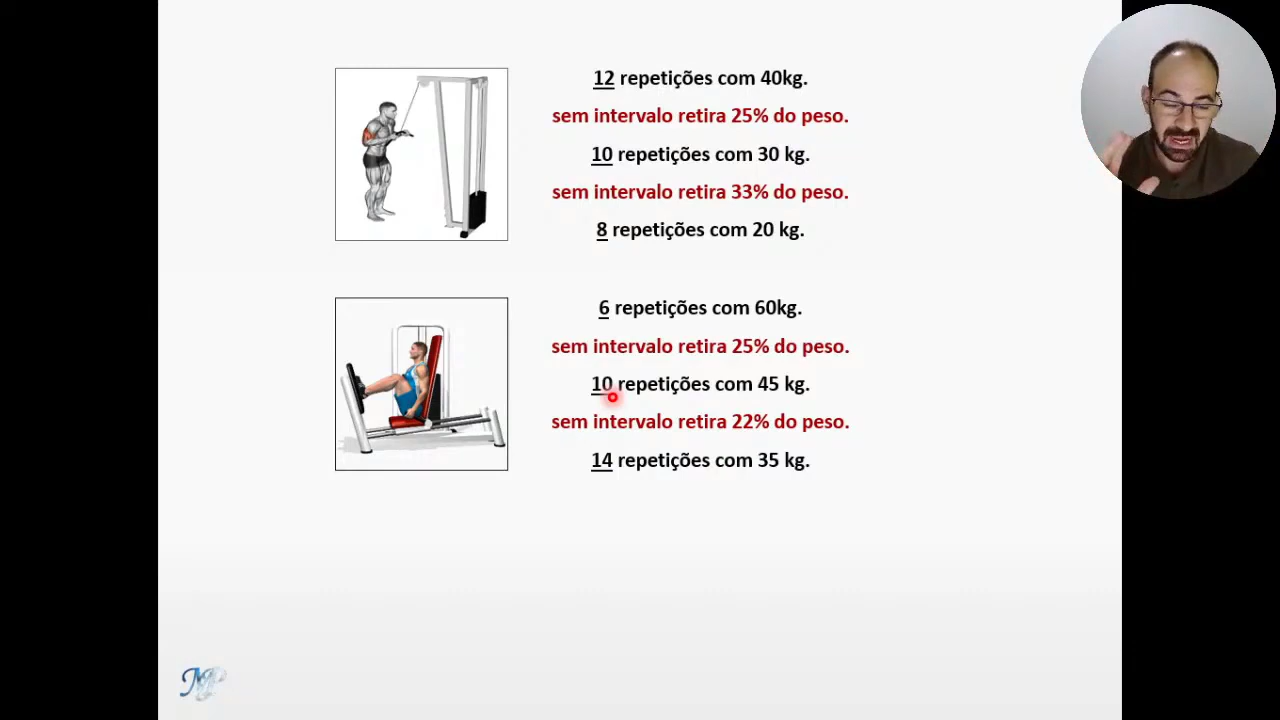 12 repetições com 40kg.
sem intervalo retira 25% do peso.
10 repetições com 30 kg.
sem intervalo retira 33% do peso.
8 repetições com 20 kg.
6 repetições com 60kg.
sem intervalo retira 25% do peso.
10 repetições com 45 kg.
sem intervalo retira 22% do peso.
14 repetições com 35 kg.